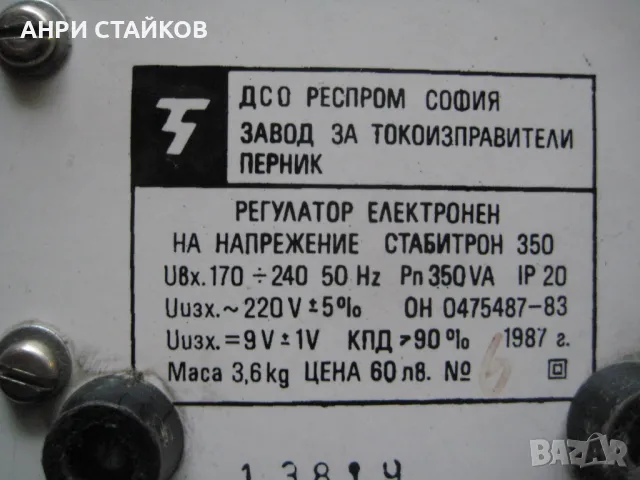 АНРИ СТАЙКОВ
ДСО РЕСПРОМ СОФИЯ
ЗАВОД ЗА ТОКОИЗПРАВИТЕЛИ
ПЕРНИК
РЕГУЛАТОР ЕЛЕКТРОНЕН
НА НАПРЕЖЕНИЕ СТАБИТРОН 350
Uвх. 170 ÷ 240 50 Hz Pn 350 VA IP 20
Uизх. ~ 220 V ± 5% ОН 0475487-83
Uизх. = 9 V ± 1V КПД > 90% 1987 г.
Маса 3,6 kg ЦЕНА 60 лв. №
BAZAR